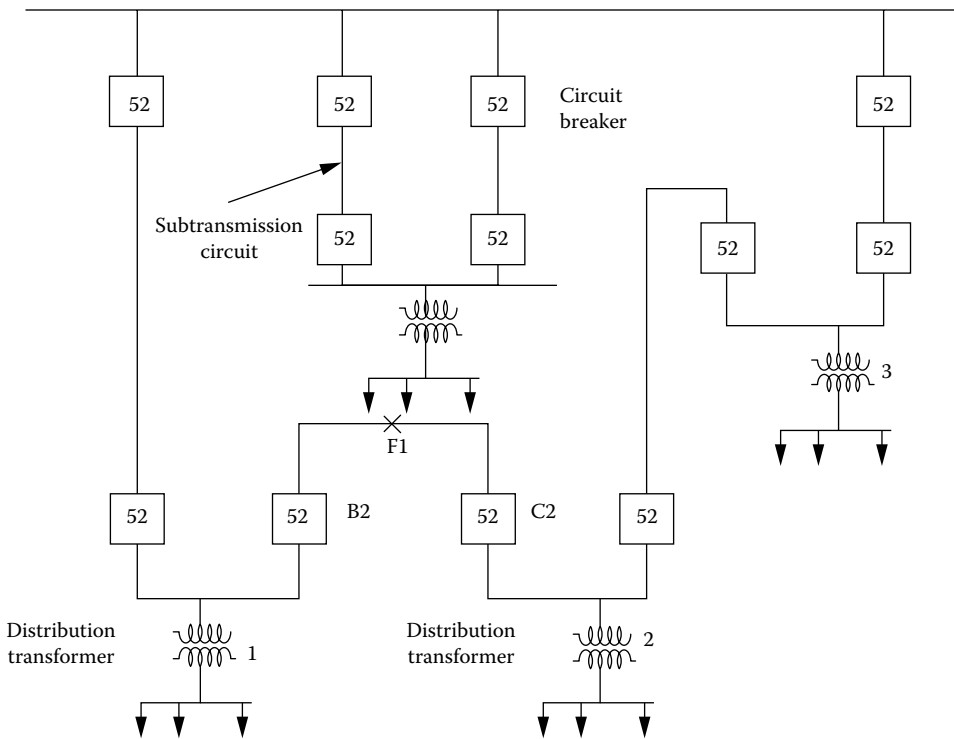 52
52
52
Circuit
breaker
52
Subtransmission
circuit
52
52
52
52
3
F1
52
52
B2
52
C2
52
Distribution
transformer
1
Distribution
transformer
2